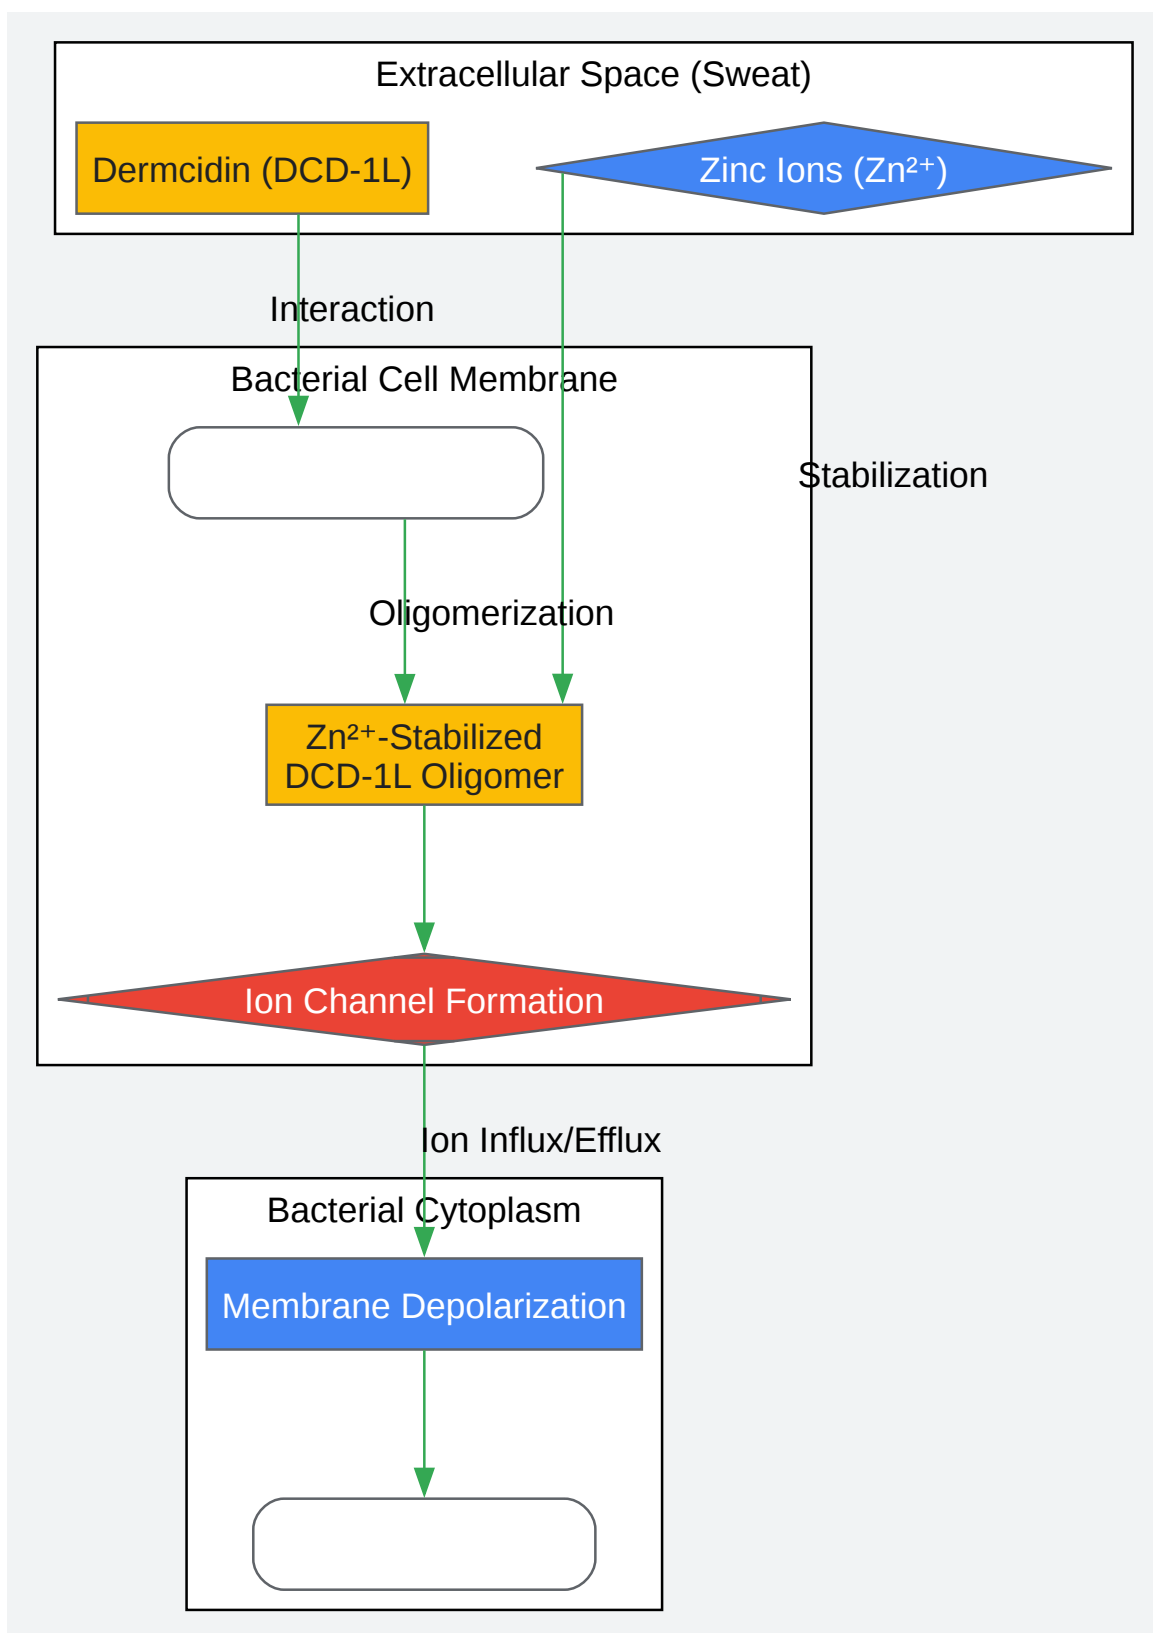 Extracellular Space (Sweat)
Dermcidin (DCD-1L)
Zinc Ions (Zn²⁺)
Interaction
Bacterial Cell Membrane
Stabilization
Oligomerization
Zn²⁺-Stabilized
DCD-1L Oligomer
Ion Channel Formation
Ion Influx/Efflux
Bacterial Cytoplasm
Membrane Depolarization